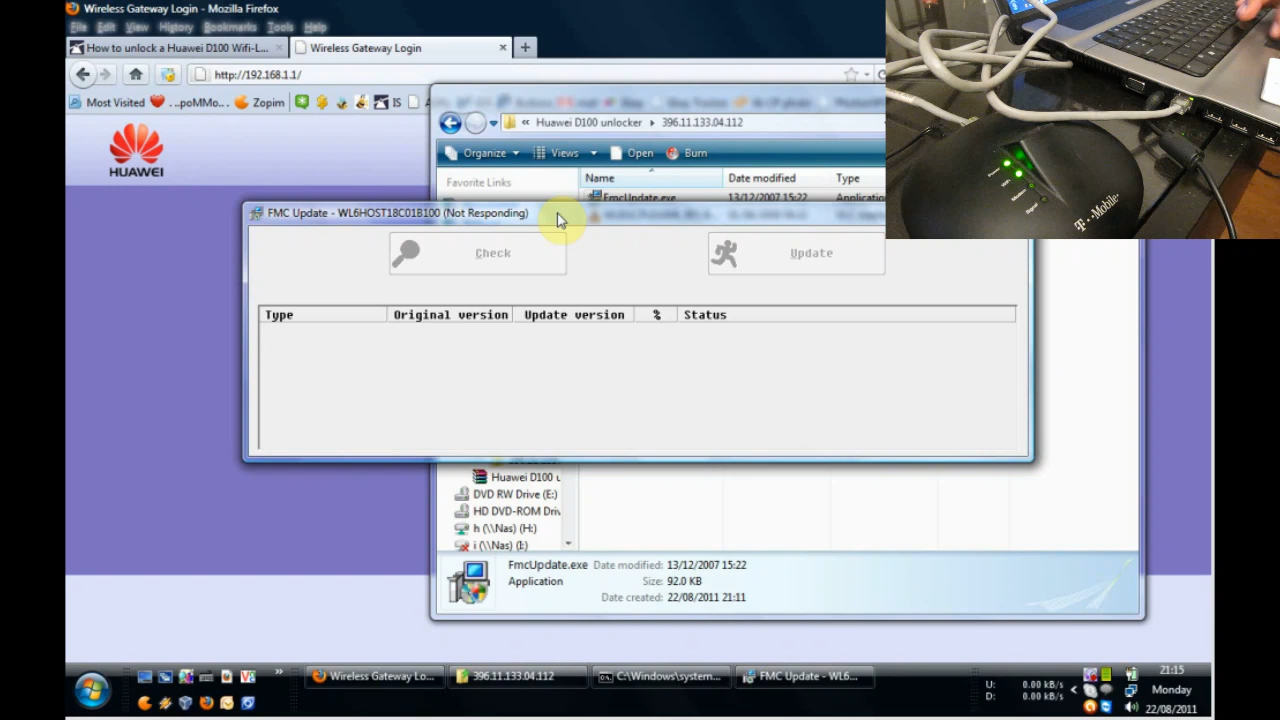 Wireless Gateway Login - Mozilla Firefox
File Edit View History Bookmarks Tools Help
How to unlock a Huawei D100 Wifi-L...
Wireless Gateway Login
http://192.168.1.1/
Most Visited
...poMMo...
Zopim
IS
HUAWEI
« Huawei D100 unlocker 396.11.133.04.112
Organize Views Open Burn
Favorite Links
Name Date modified Type
FmcUpdate.exe 13/12/2007 15:22 Application
FMC Update - WL6HOST18C01B100 (Not Responding)
Check
Update
Type Original version Update version % Status
Huawei D100 u
DVD RW Drive (E:)
HD DVD-ROM Driv
h (\\Nas) (H:)
i (\\Nas) (I:)
FmcUpdate.exe Date modified: 13/12/2007 15:22
Application Size: 92.0 KB
Date created: 22/08/2011 21:11
Wireless Gateway Lo...
396.11.133.04.112
C:\Windows\system...
FMC Update - WL6...
U: 0.00 kB/s
D: 0.00 kB/s
21:15
Monday
22/08/2011
T··Mobile·